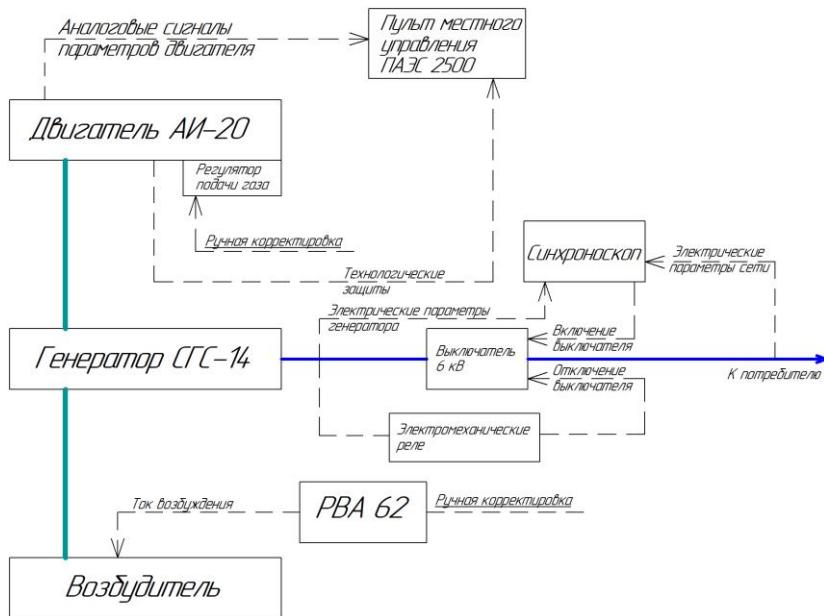 Аналоговые сигналы
параметров двигателя
Пульт местного
управления
ПАЭС 2500
Двигатель АИ-20
Регулятор
подачи газа
Ручная корректировка
Технологические
защиты
Синхроноскоп
Электрические
параметры сети
Электрические параметры
генератора
Включение
выключателя
Генератор СГС-14
Выключатель
6 кВ
Отключение
выключателя
К потребителю
Электромеханические
реле
Ток возбуждения
РВА 62
Ручная корректировка
Возбудитель